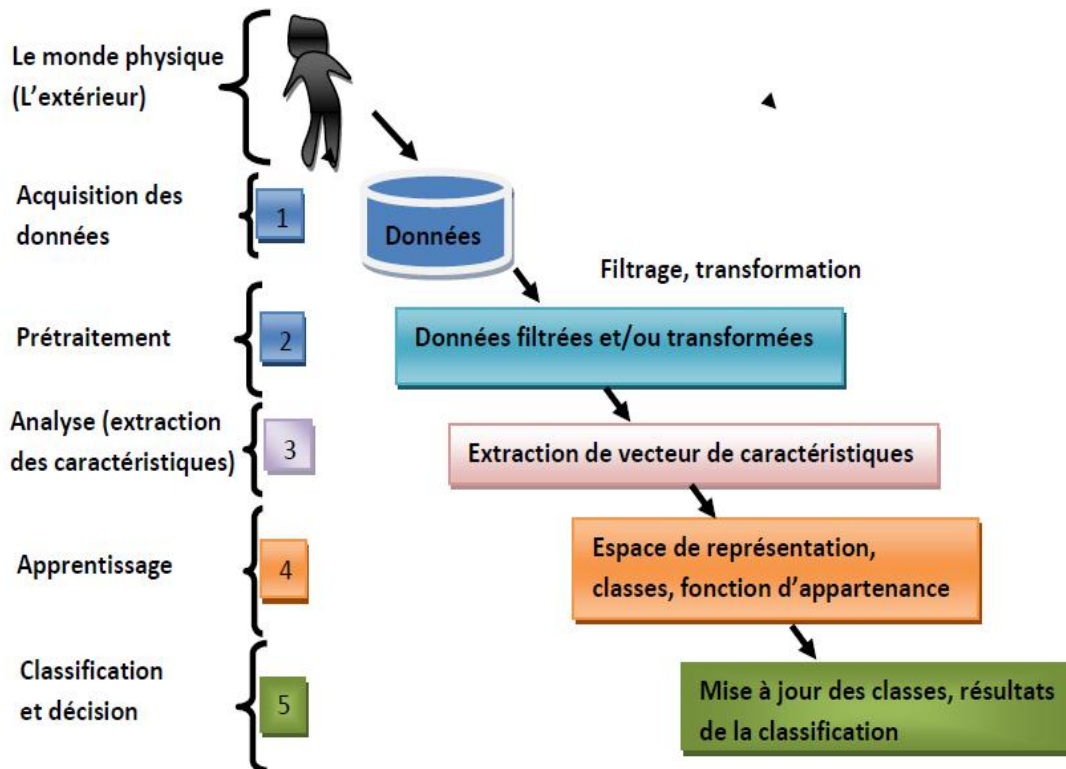 Le monde physique
(L'extérieur)
Acquisition des
données
1
Données
Filtrage, transformation
Prétraitement
2
Données filtrées et/ou transformées
Analyse (extraction
des caractéristiques)
3
Extraction de vecteur de caractéristiques
Apprentissage
4
Espace de représentation,
classes, fonction d'appartenance
Classification
et décision
5
Mise à jour des classes, résultats
de la classification